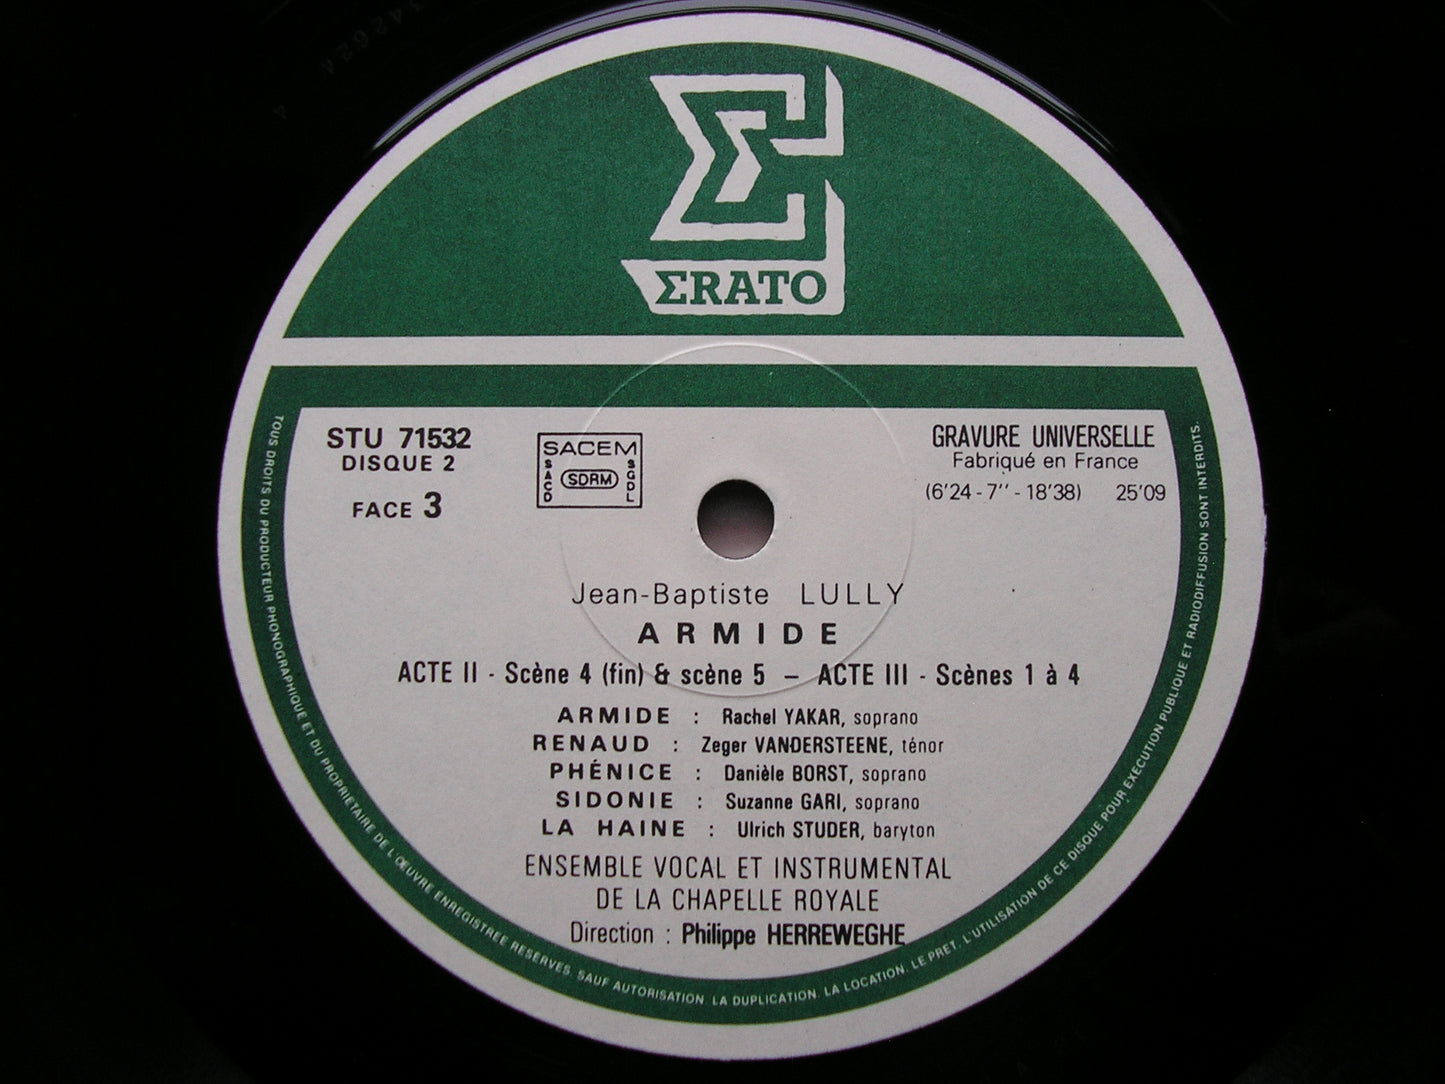 ΣRATO
STU 71532
DISQUE 2
FACE 3
SACEM
SACD
SDRM
SGDL
GRAVURE UNIVERSELLE
Fabriqué en France
(6'24 - 7'' - 18'38) 25'09
Jean-Baptiste LULLY
ARMIDE
ACTE II - Scène 4 (fin) & scène 5 – ACTE III - Scènes 1 à 4
ARMIDE : Rachel YAKAR, soprano
RENAUD : Zeger VANDERSTEENE, ténor
PHÉNICE : Danièle BORST, soprano
SIDONIE : Suzanne GARI, soprano
LA HAINE : Ulrich STUDER, baryton
ENSEMBLE VOCAL ET INSTRUMENTAL
DE LA CHAPELLE ROYALE
Direction : Philippe HERREWEGHE
TOUS DROITS DU PRODUCTEUR PHONOGRAPHIQUE ET DU PROPRIETAIRE DE L'ŒUVRE ENREGISTREE RESERVES. SAUF AUTORISATION. LA DUPLICATION. LA LOCATION. LE PRET. L'UTILISATION DE CE DISQUE POUR EXECUTION PUBLIQUE ET RADIODIFFUSION SONT INTERDITS.